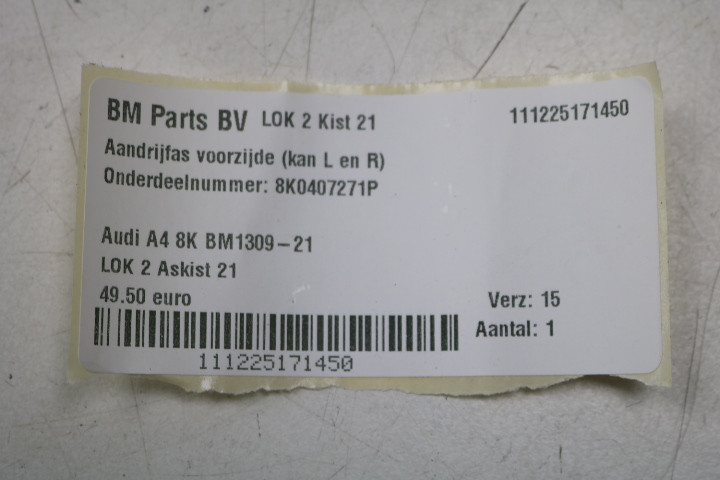 BM Parts BV LOK 2 Kist 21 111225171450
Aandrijfas voorzijde (kan L en R)
Onderdeelnummer: 8K0407271P
Audi A4 8K BM1309-21
LOK 2 Askist 21
49.50 euro Verz: 15
Aantal: 1
111225171450